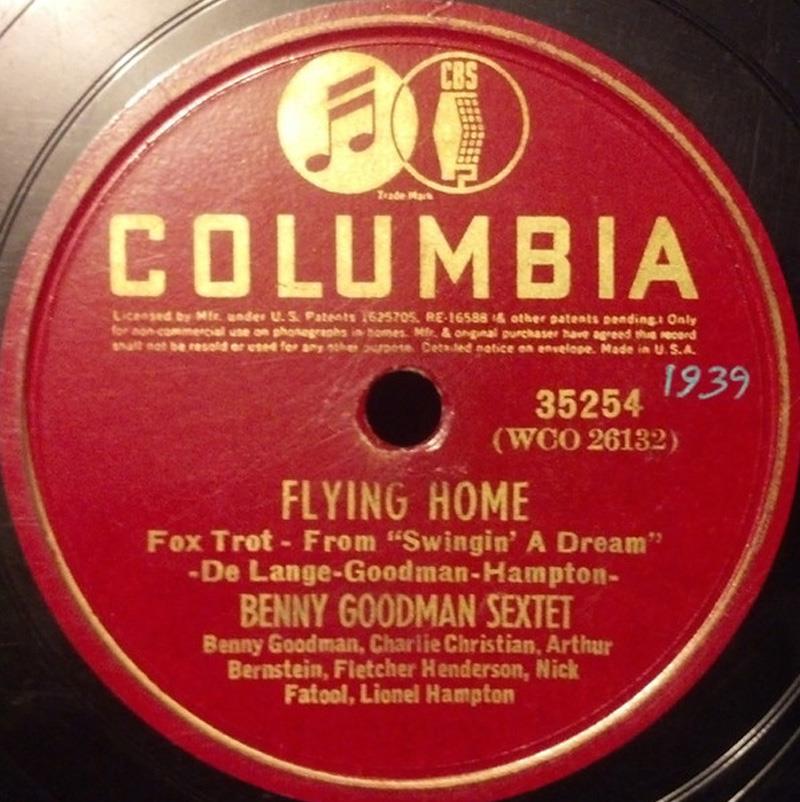 CBS
Trade Mark
COLUMBIA
Licensed by Mfr. under U.S. Patents 1625705, RE-16588 (& other patents pending.) Only
for non-commercial use on phonographs in homes. Mfr. & original purchaser have agreed this record
shall not be resold or used for any other purpose. Detailed notice on envelope. Made in U.S.A.
1939
35254
(WCO 26132)
FLYING HOME
Fox Trot - From "Swingin' A Dream"
-De Lange-Goodman-Hampton-
BENNY GOODMAN SEXTET
Benny Goodman, Charlie Christian, Arthur
Bernstein, Fletcher Henderson, Nick
Fatool, Lionel Hampton